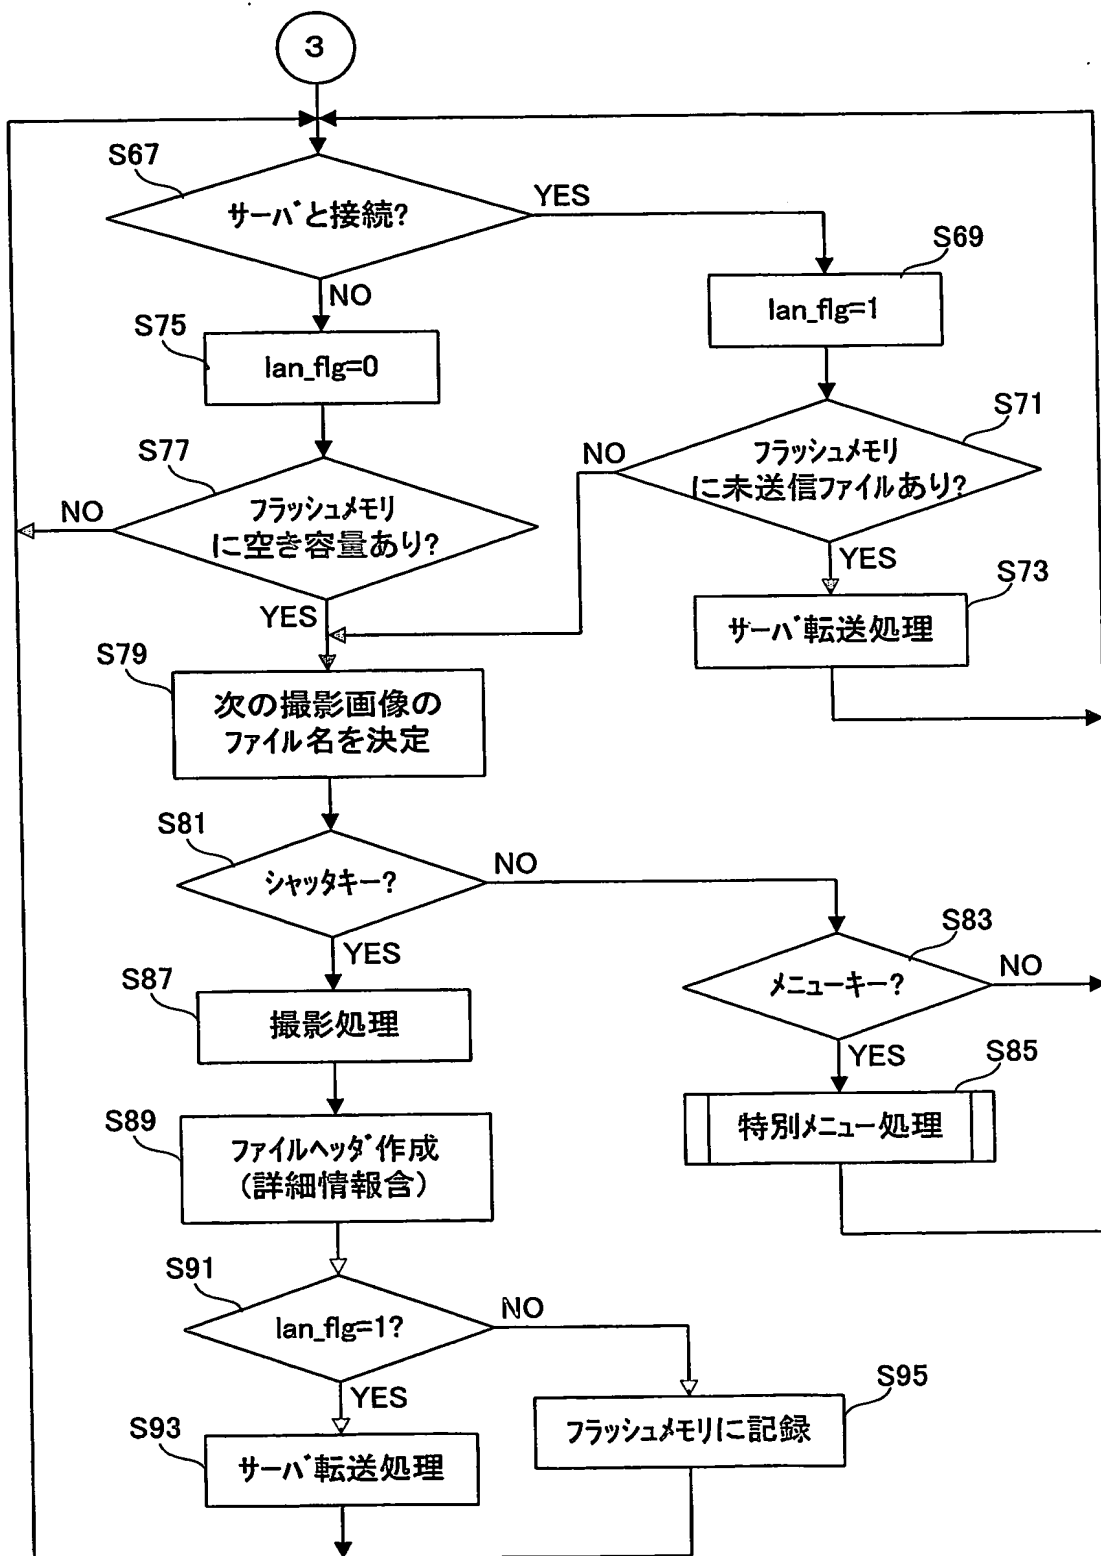 3
S67
サーバと接続?
YES
NO
S69
lan_flg=1
S75
lan_flg=0
S71
フラッシュメモリ
に未送信ファイルあり?
NO
YES
S77
フラッシュメモリ
に空き容量あり?
NO
YES
S73
サーバ転送処理
S79
次の撮影画像の
ファイル名を決定
S81
シャッタキー?
NO
YES
S83
メニューキー?
NO
YES
S87
撮影処理
S85
特別メニュー処理
S89
ファイルヘッダ作成
(詳細情報含)
S91
lan_flg=1?
NO
YES
S95
フラッシュメモリに記録
S93
サーバ転送処理